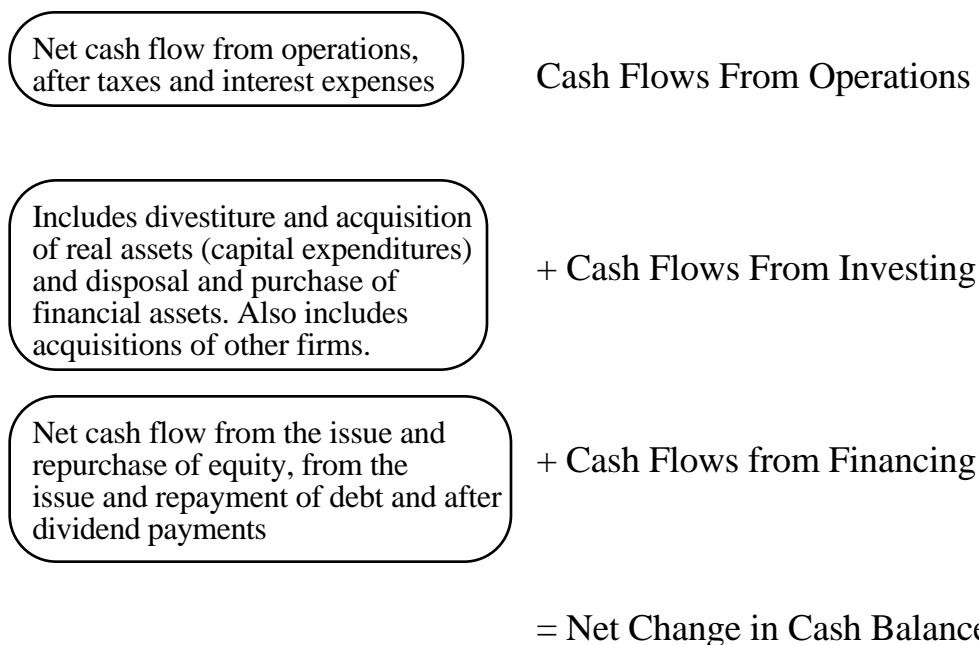 Net cash flow from operations,
after taxes and interest expenses
Cash Flows From Operations
Includes divestiture and acquisition
of real assets (capital expenditures)
and disposal and purchase of
financial assets. Also includes
acquisitions of other firms.
+ Cash Flows From Investing
Net cash flow from the issue and
repurchase of equity, from the
issue and repayment of debt and after
dividend payments
+ Cash Flows from Financing
= Net Change in Cash Balance